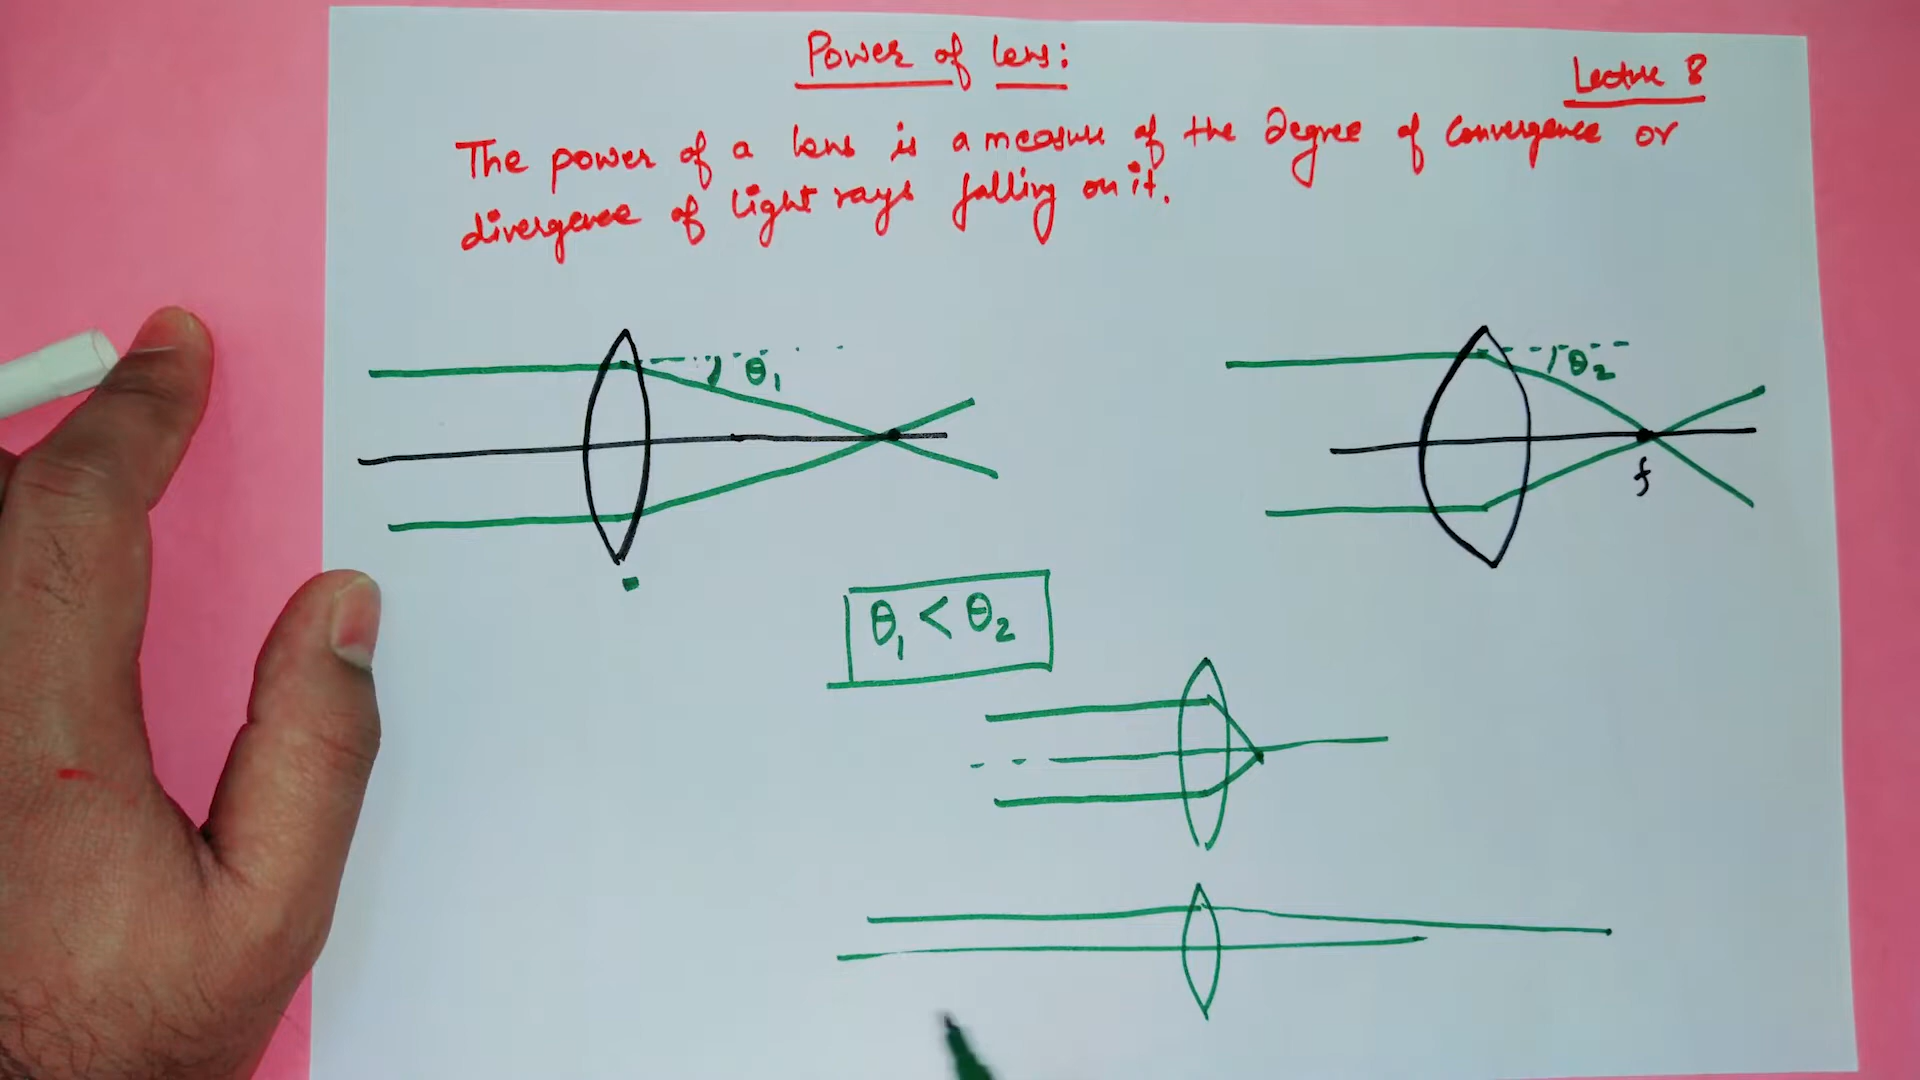 Power of lens:
Lecture 8
The power of a lens is a measure of the Degree of Convergence or
divergence of light rays falling on it.
θ₁
θ₂
f
θ₁ < θ₂